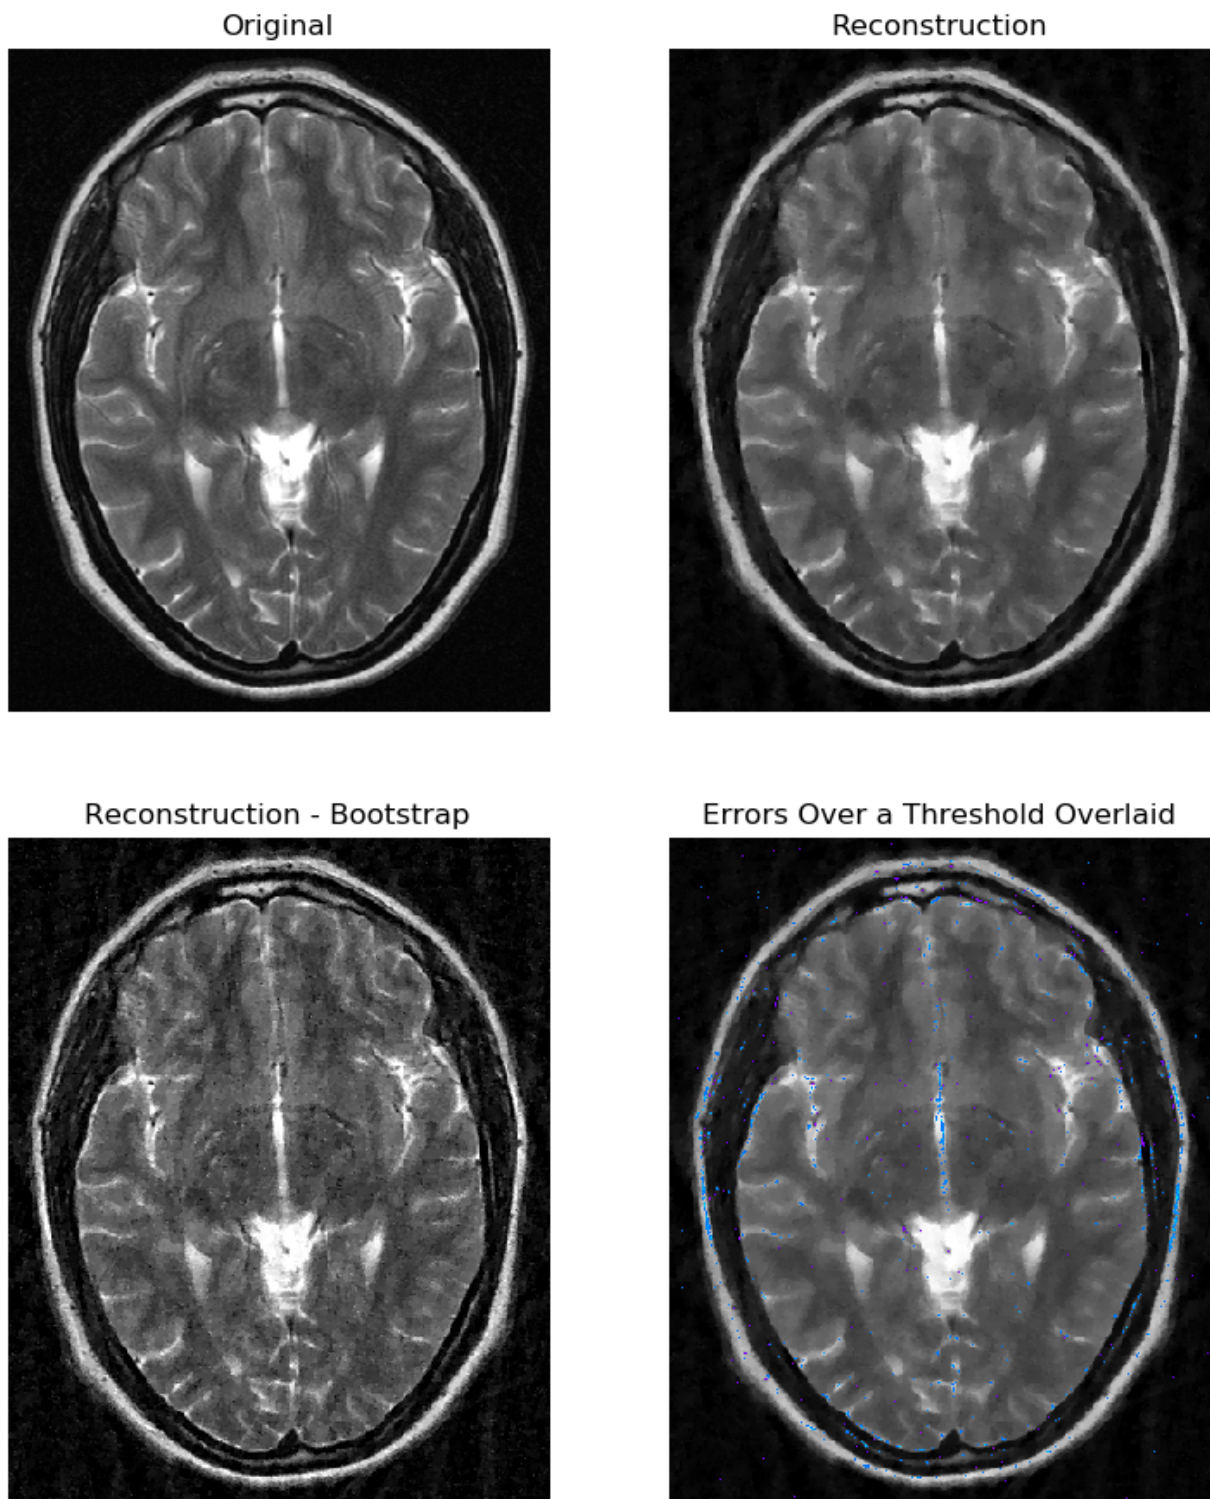 Original
Reconstruction
Reconstruction - Bootstrap
Errors Over a Threshold Overlaid